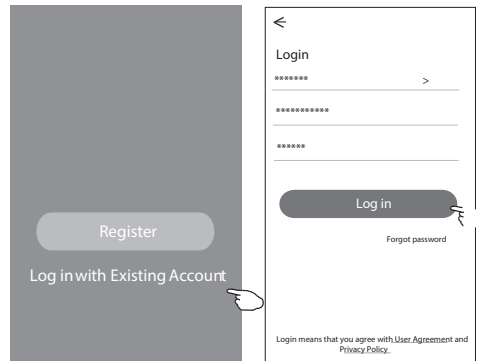 Register
Log in with Existing Account
Login
*******
>
***********
******
Log in
Forgot password
Login means that you agree with User Agreement and
Privacy Policy